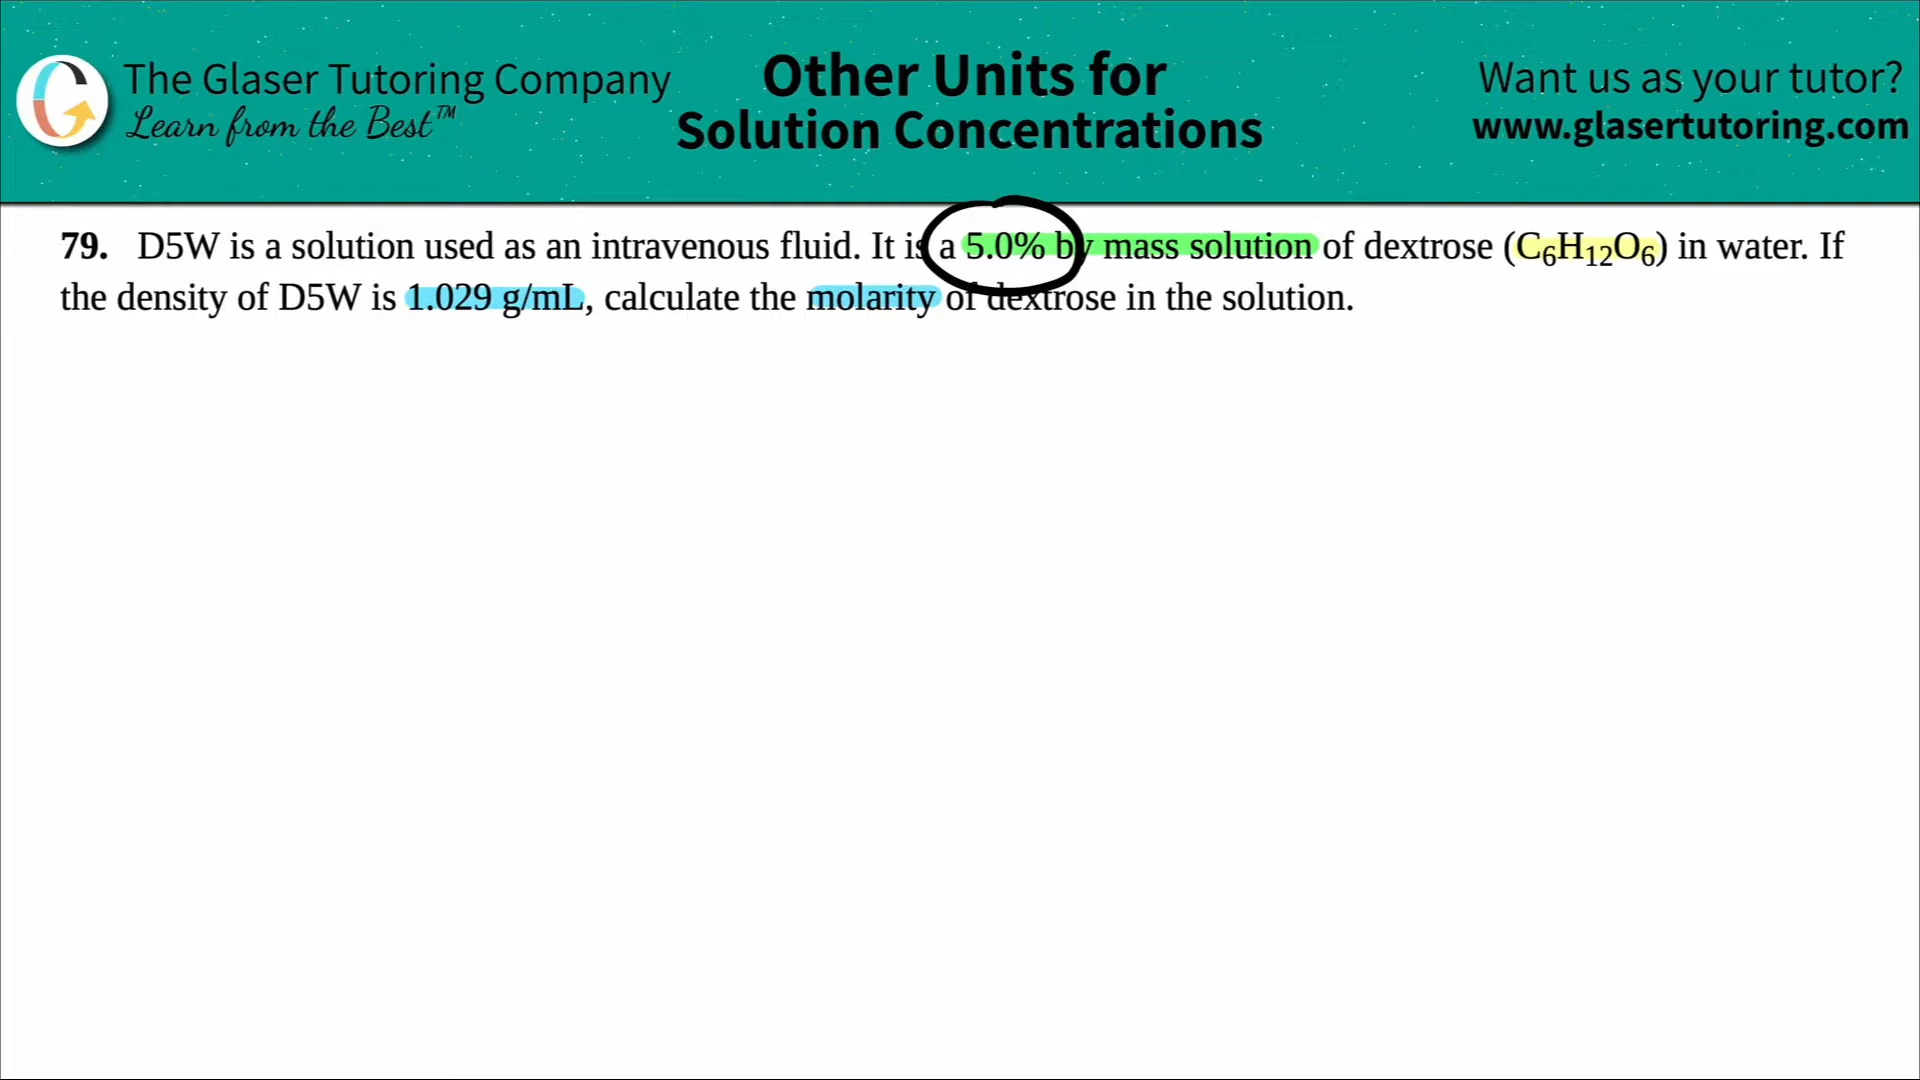 The Glaser Tutoring Company
Learn from the Best™
Other Units for
Solution Concentrations
Want us as your tutor?
www.glasertutoring.com
79. D5W is a solution used as an intravenous fluid. It is a 5.0% by mass solution of dextrose (C₆H₁₂O₆) in water. If
the density of D5W is 1.029 g/mL, calculate the molarity of dextrose in the solution.